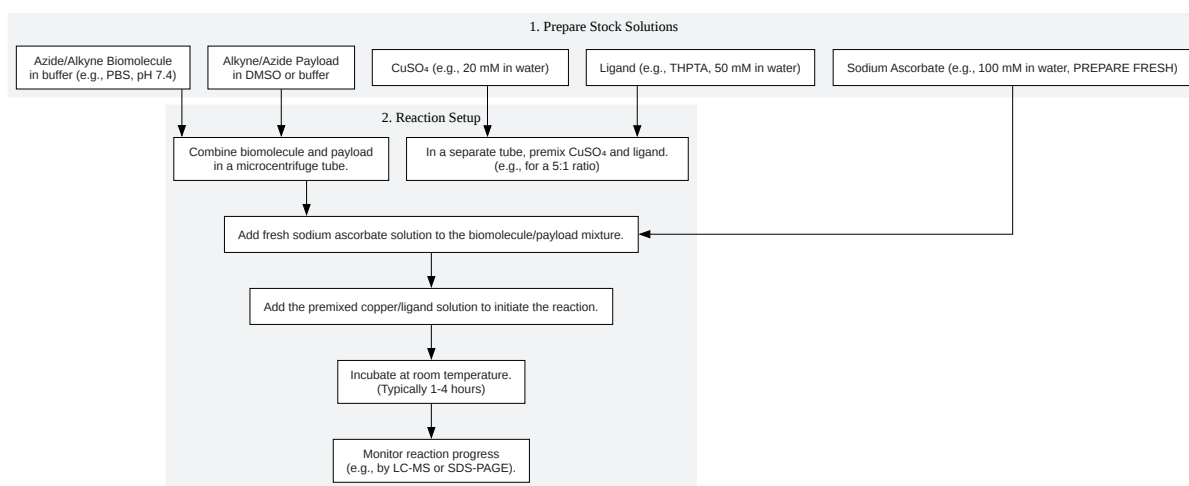 1. Prepare Stock Solutions
Azide/Alkyne Biomolecule
in buffer (e.g., PBS, pH 7.4)
Alkyne/Azide Payload
in DMSO or buffer
CuSO₄ (e.g., 20 mM in water)
Ligand (e.g., THPTA, 50 mM in water)
Sodium Ascorbate (e.g., 100 mM in water, PREPARE FRESH)
2. Reaction Setup
Combine biomolecule and payload
in a microcentrifuge tube.
In a separate tube, premix CuSO₄ and ligand.
(e.g., for a 5:1 ratio)
Add fresh sodium ascorbate solution to the biomolecule/payload mixture.
Add the premixed copper/ligand solution to initiate the reaction.
Incubate at room temperature.
(Typically 1-4 hours)
Monitor reaction progress
(e.g., by LC-MS or SDS-PAGE).